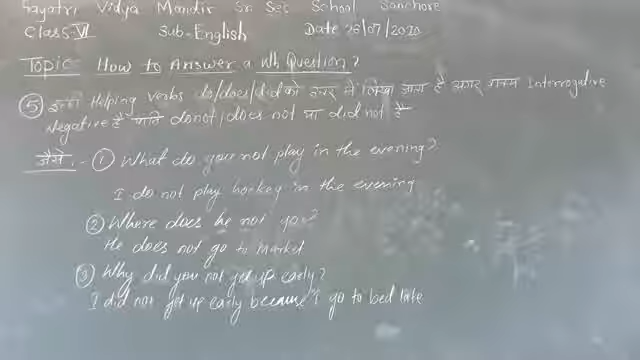 Gayatri Vidya Mandir Sr Sec School Sanchore
Class-VI Sub-English Date 28/07/2020
Topic: How to Answer a Wh Question?
⑤ Helping Verbs do/does/did को उत्तर में लिखा जाता है अगर वाक्य Interrogative
Negative है यानि do not/does not या did not है
जैसे :- ① What do you not play in the evening?
I do not play hockey in the evening
② Where does he not go?
He does not go to market
③ Why did you not get up early?
I did not get up early because I go to bed late